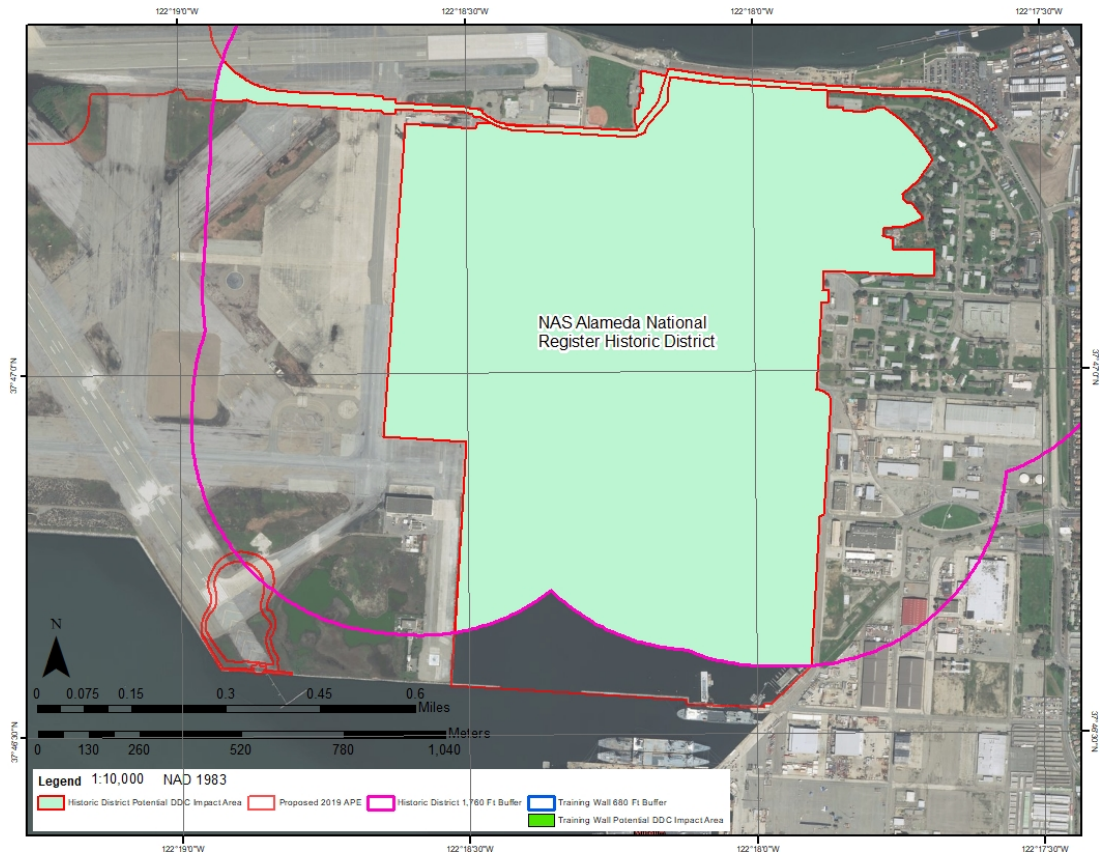 122°19'0"W 122°18'30"W 122°18'0"W 122°17'30"W
NAS Alameda National
Register Historic District
37°47'0"N 37°47'0"N
N
0 0.075 0.15 0.3 0.45 0.6
Miles
Meters
0 130 260 520 780 1,040
37°46'30"N 37°46'30"N
Legend 1:10,000 NAD 1983
Historic District Potential DDC Impact Area Proposed 2019 APE Historic District 1,760 Ft Buffer Training Wall 680 Ft Buffer
Training Wall Potential DDC Impact Area
122°19'0"W 122°18'30"W 122°18'0"W 122°17'30"W